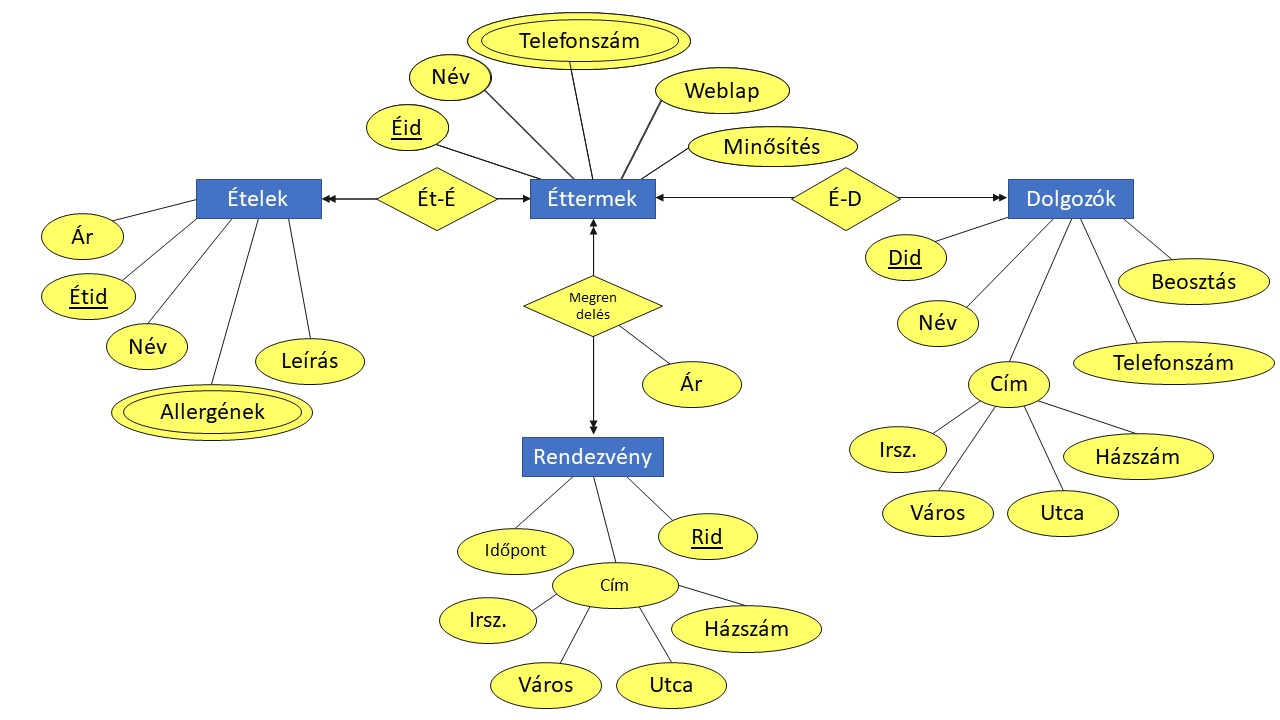 Telefonszám
Név
Weblap
Éid
Minősítés
Ételek
Ét-É
Éttermek
É-D
Dolgozók
Ár
Étid
Név
Leírás
Allergének
Megren
delés
Ár
Did
Beosztás
Név
Telefonszám
Cím
Irsz.
Házszám
Város
Utca
Rendezvény
Időpont
Rid
Cím
Irsz.
Házszám
Város
Utca